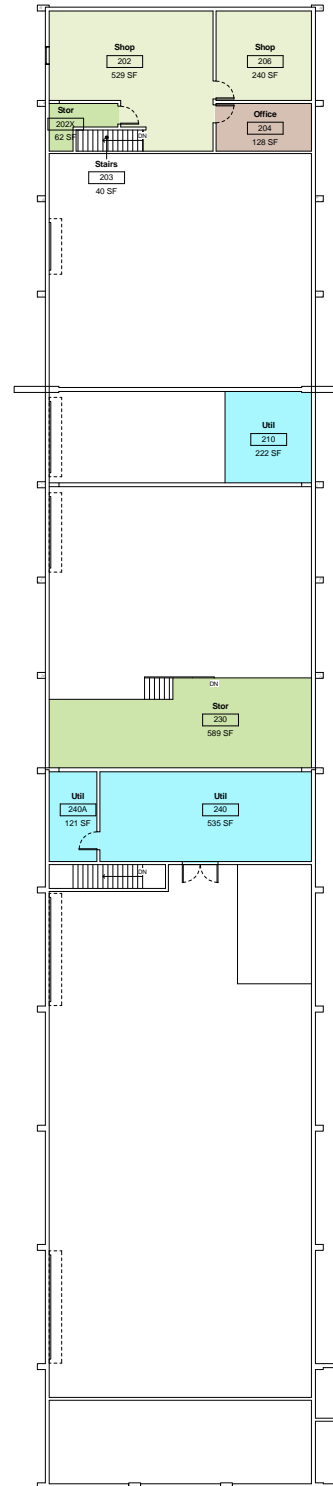 Shop
202
529 SF
Shop
206
240 SF
Stor
202X
62 SF
Office
204
128 SF
DN
Stairs
203
40 SF
Util
210
222 SF
DN
Stor
230
589 SF
Util
240A
121 SF
Util
240
535 SF
DN